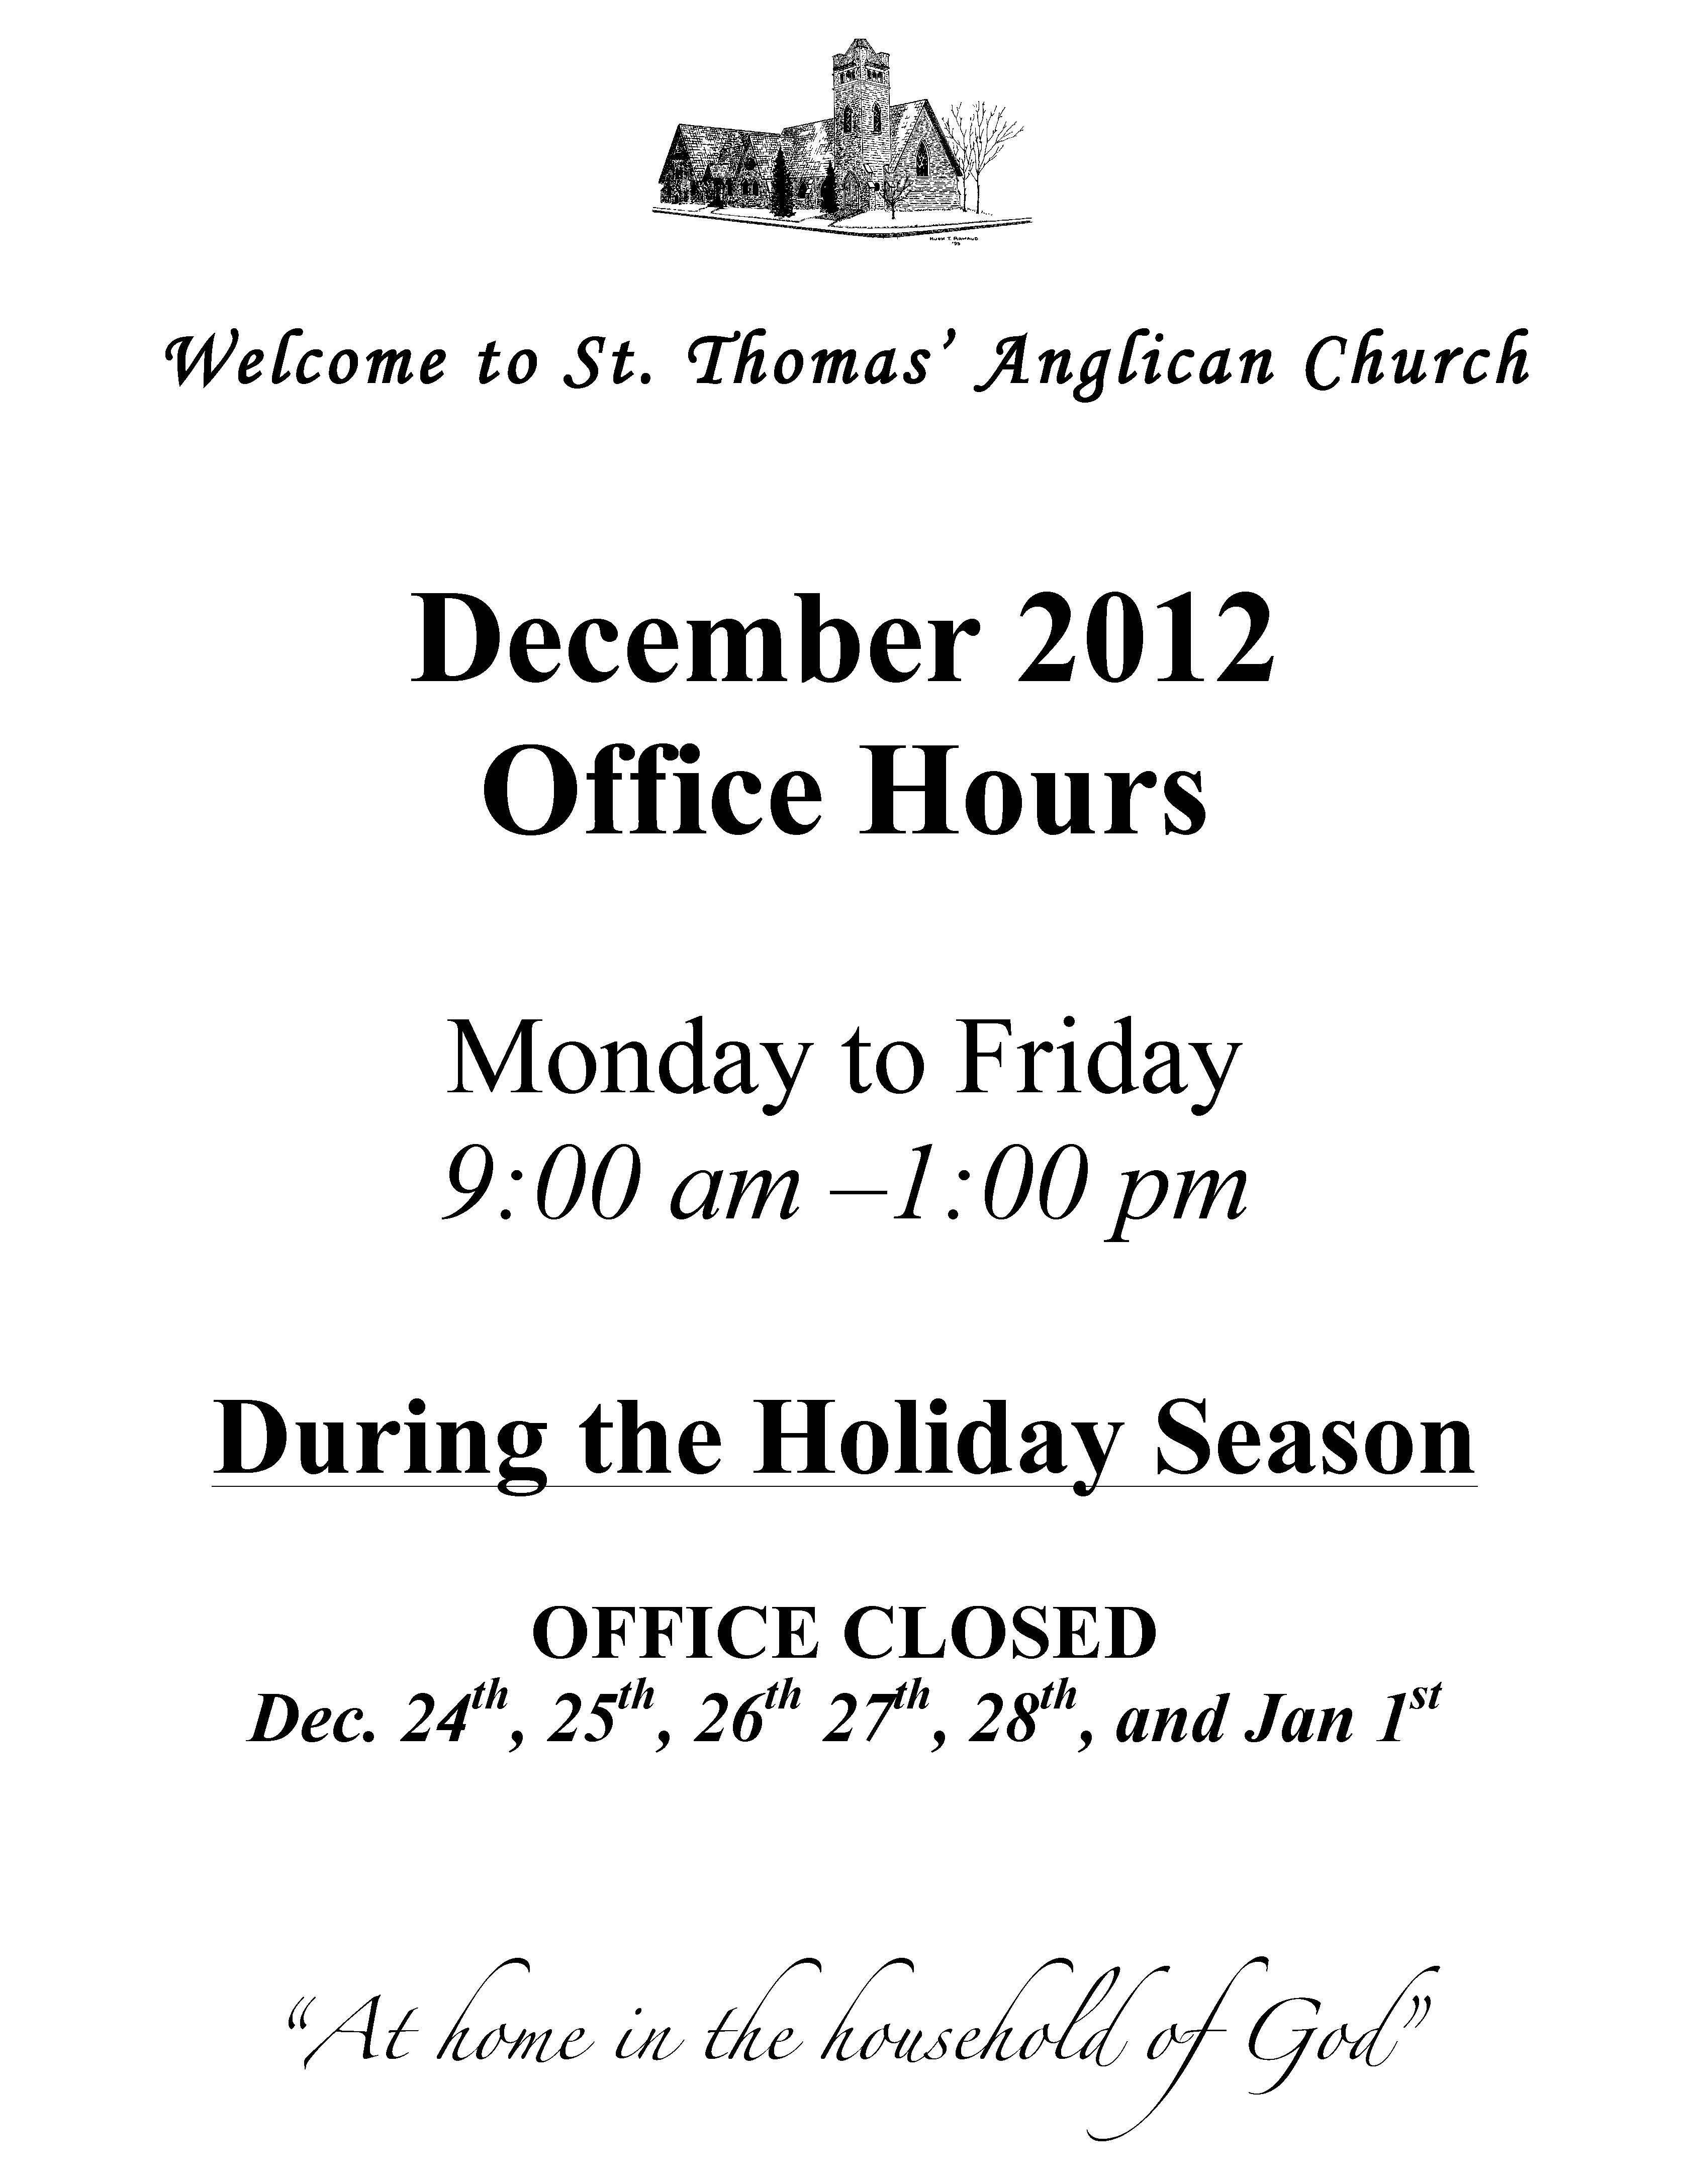 Welcome to St. Thomas’ Anglican Church
December 2012
Office Hours
Monday to Friday
9:00 am –1:00 pm
During the Holiday Season
OFFICE CLOSED
Dec. 24th, 25th, 26th 27th, 28th, and Jan 1st
“At home in the household of God”